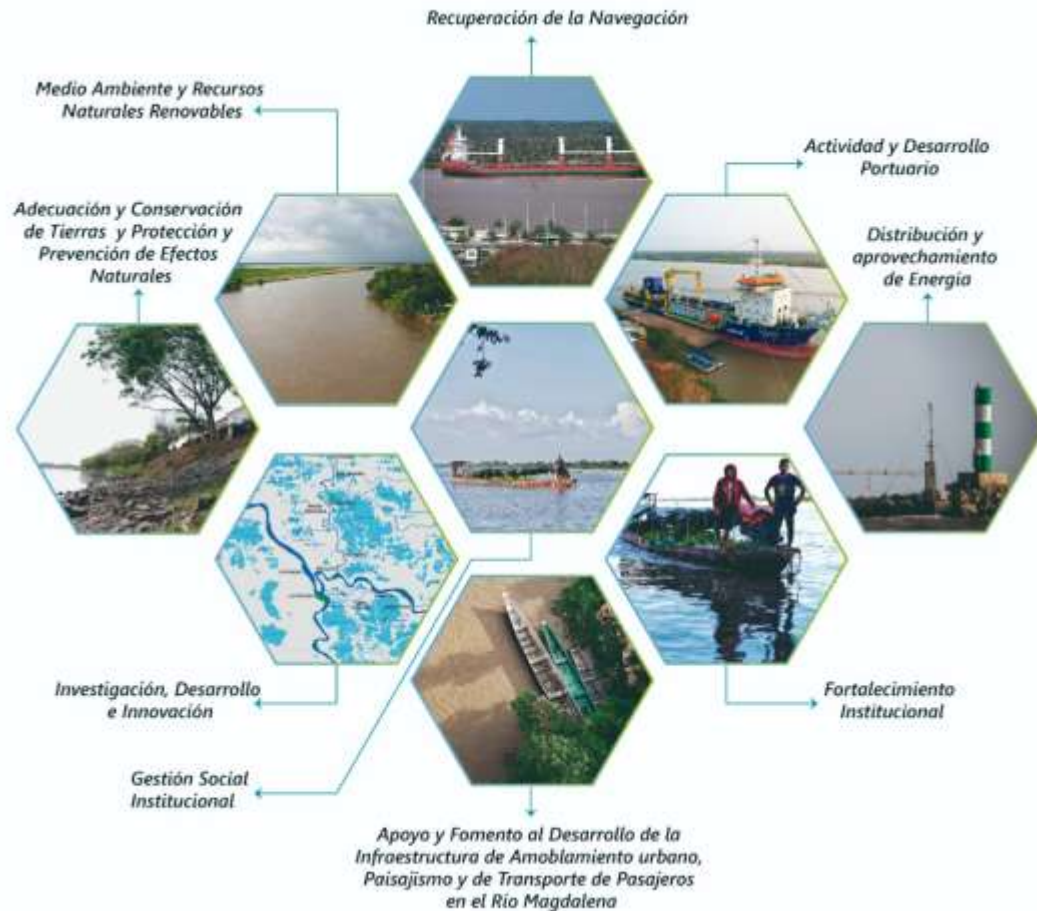 Recuperación de la Navegación
Medio Ambiente y Recursos
Naturales Renovables
Actividad y Desarrollo
Portuario
Adecuación y Conservación
de Tierras y Protección y
Prevención de Efectos
Naturales
Distribución y
aprovechamiento
de Energía
Investigación, Desarrollo
e Innovación
Fortalecimiento
Institucional
Gestión Social
Institucional
Apoyo y Fomento al Desarrollo de la
Infraestructura de Amoblamiento urbano,
Paisajismo y de Transporte de Pasajeros
en el Río Magdalena